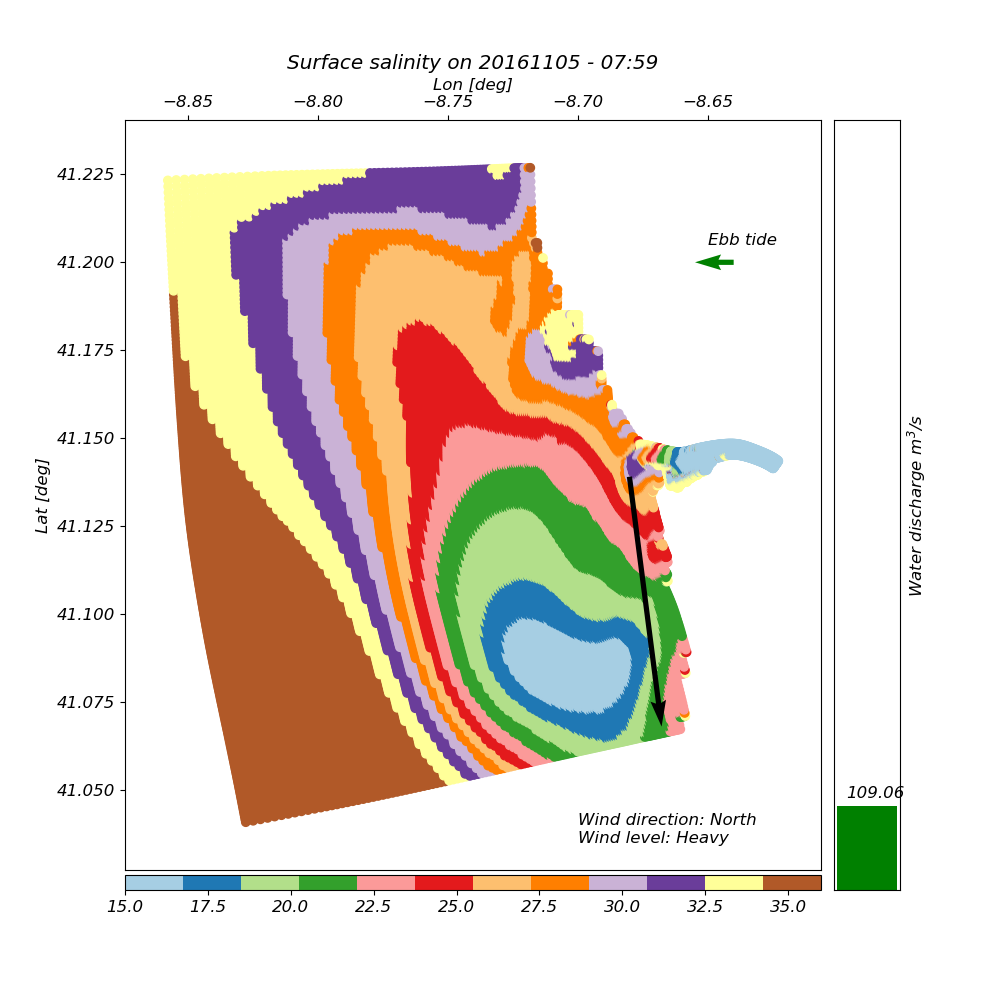 Surface salinity on 20161105 - 07:59
Lon [deg]
−8.85 −8.80 −8.75 −8.70 −8.65
41.225
41.200
41.175
41.150
41.125
41.100
41.075
41.050
Lat [deg]
Ebb tide
Wind direction: North
Wind level: Heavy
15.0 17.5 20.0 22.5 25.0 27.5 30.0 32.5 35.0
109.06
Water discharge m³/s